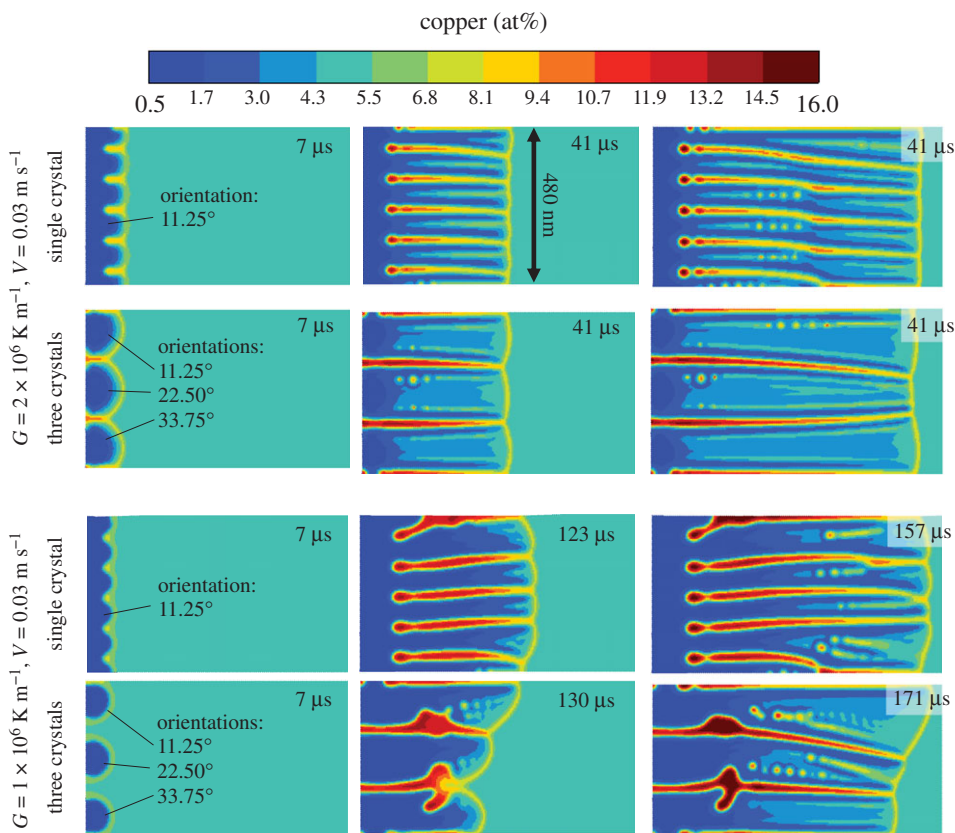 copper (at%)
0.5 1.7 3.0 4.3 5.5 6.8 8.1 9.4 10.7 11.9 13.2 14.5 16.0
G = 2 × 10⁶ K m⁻¹, V = 0.03 m s⁻¹
single crystal
7 μs
orientation:
11.25°
41 μs
480 nm
41 μs
three crystals
7 μs
orientations:
11.25°
22.50°
33.75°
41 μs
41 μs
G = 1 × 10⁶ K m⁻¹, V = 0.03 m s⁻¹
single crystal
7 μs
orientation:
11.25°
123 μs
157 μs
three crystals
7 μs
orientations:
11.25°
22.50°
33.75°
130 μs
171 μs